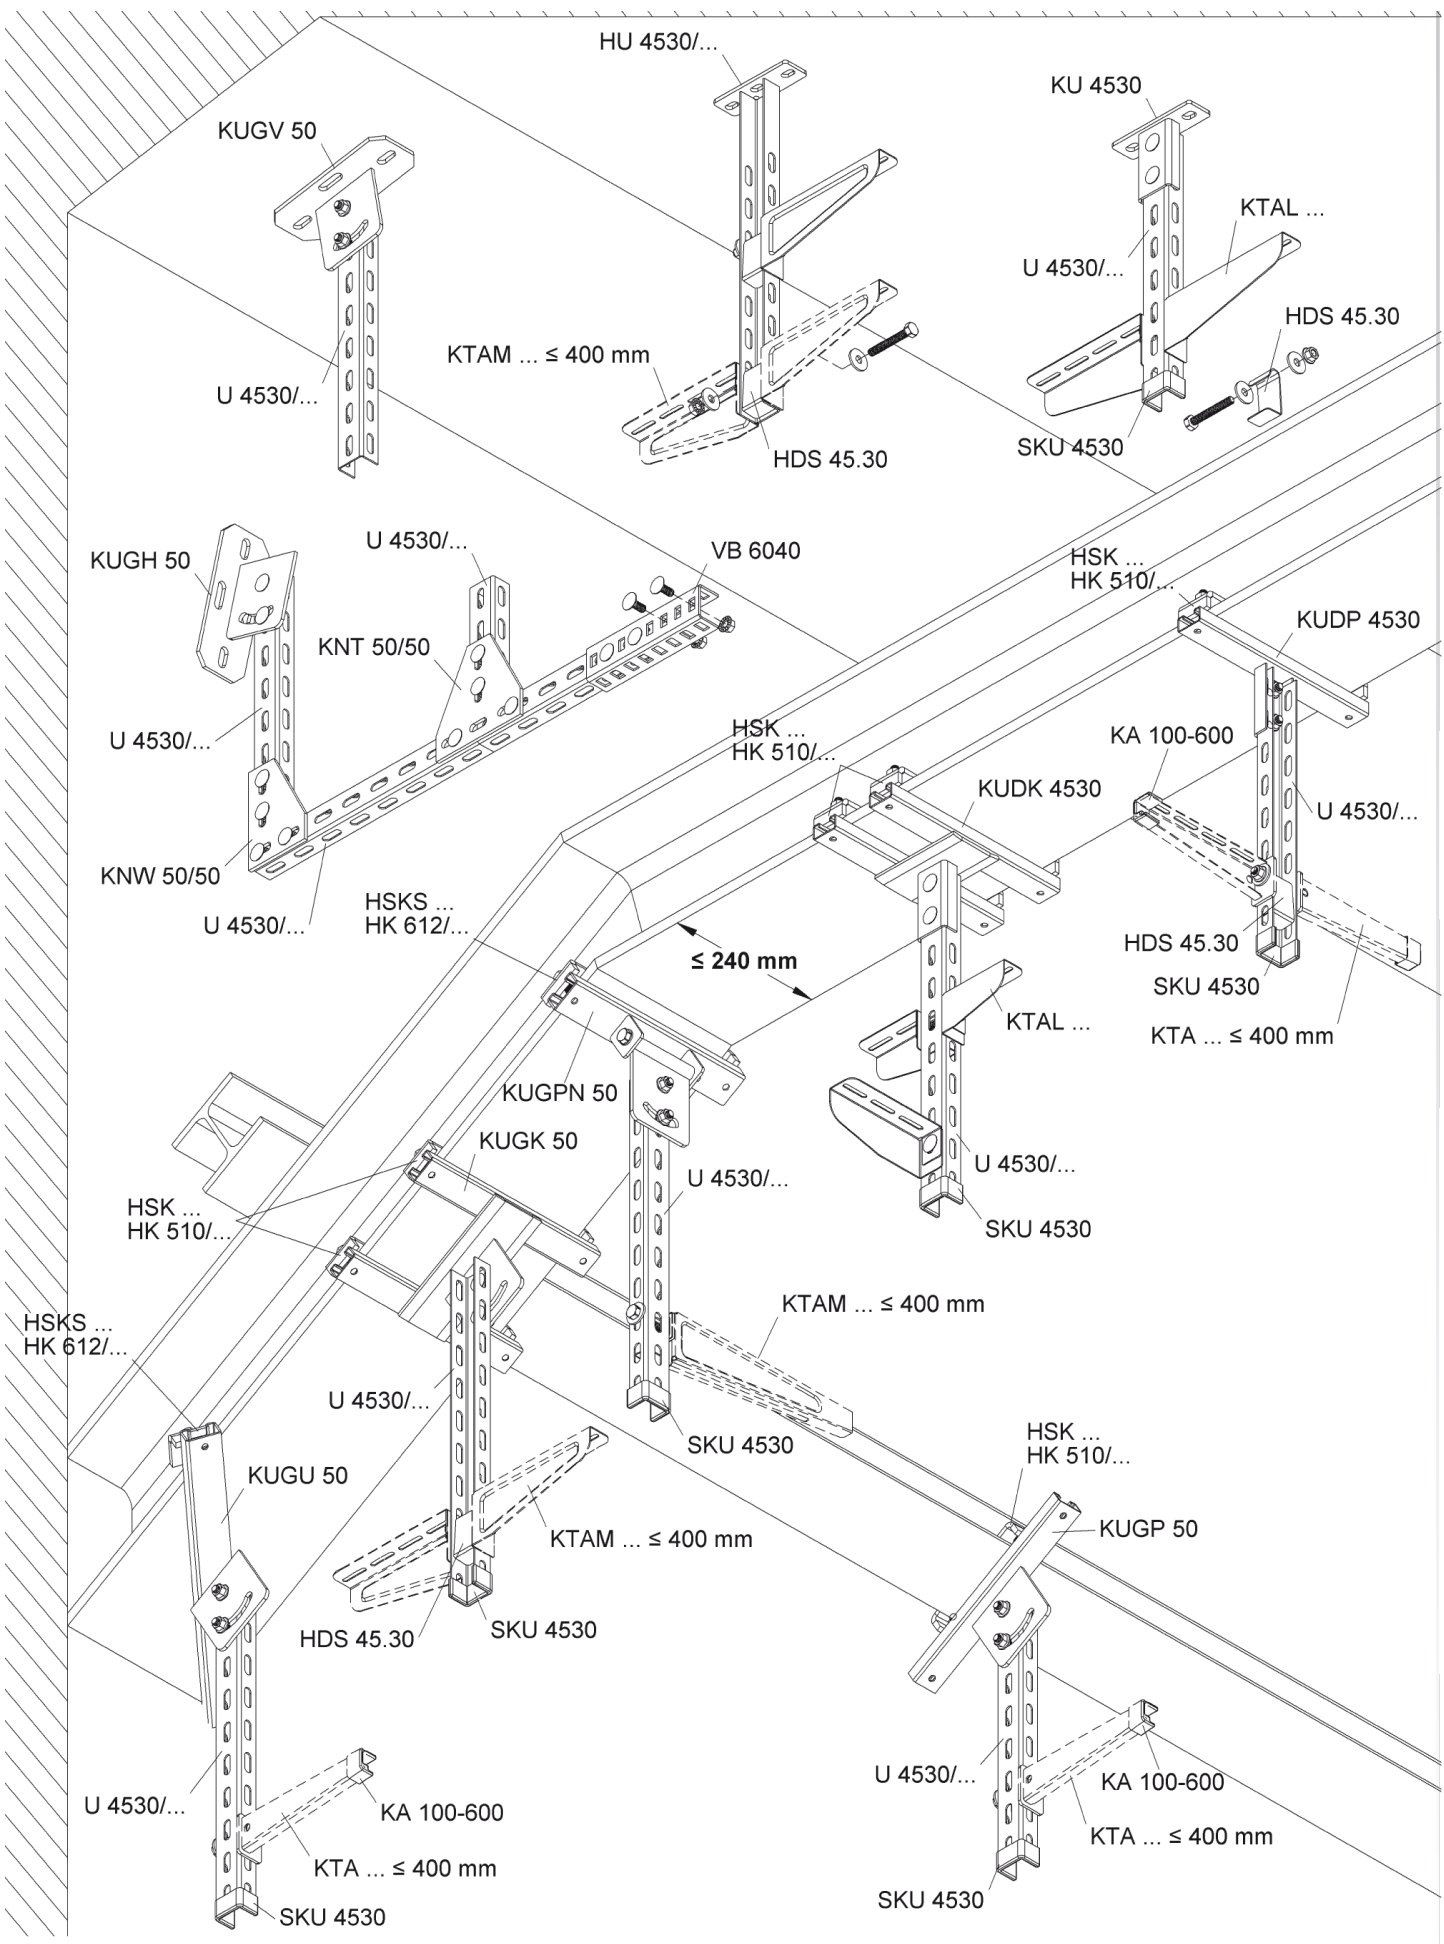 HU 4530/...
KU 4530
KUGV 50
KTAL ...
U 4530/...
HDS 45.30
KTAM ... ≤ 400 mm
U 4530/...
SKU 4530
HDS 45.30
U 4530/...
VB 6040
KUGH 50
HSK ...
HK 510/...
KNT 50/50
KUDP 4530
U 4530/...
HSK ...
HK 510/...
KA 100-600
KUDK 4530
U 4530/...
KNW 50/50
HSKS ...
HK 612/...
U 4530/...
HDS 45.30
≤ 240 mm
SKU 4530
KTAL ...
KTA ... ≤ 400 mm
KUGPN 50
KUGK 50
U 4530/...
U 4530/...
HSK ...
HK 510/...
SKU 4530
KTAM ... ≤ 400 mm
HSKS ...
HK 612/...
U 4530/...
SKU 4530
HSK ...
HK 510/...
KUGU 50
KUGP 50
KTAM ... ≤ 400 mm
HDS 45.30
SKU 4530
U 4530/...
KA 100-600
U 4530/...
KA 100-600
KTA ... ≤ 400 mm
KTA ... ≤ 400 mm
SKU 4530
SKU 4530